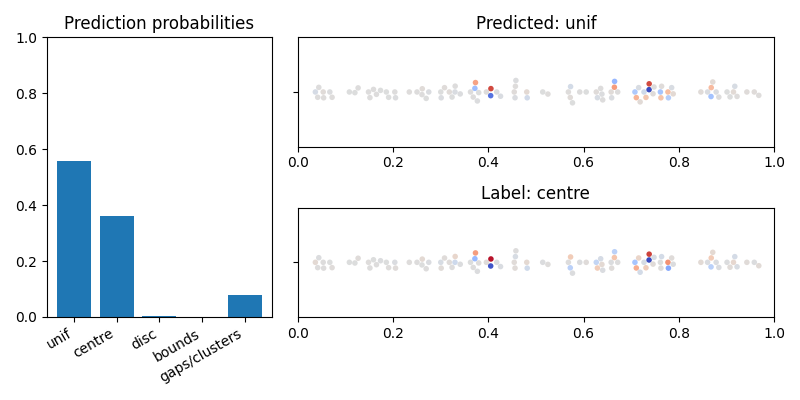 Prediction probabilities
1.0
0.8
0.6
0.4
0.2
0.0
unif
centre
disc
bounds
gaps/clusters
Predicted: unif
0.0 0.2 0.4 0.6 0.8 1.0
Label: centre
0.0 0.2 0.4 0.6 0.8 1.0